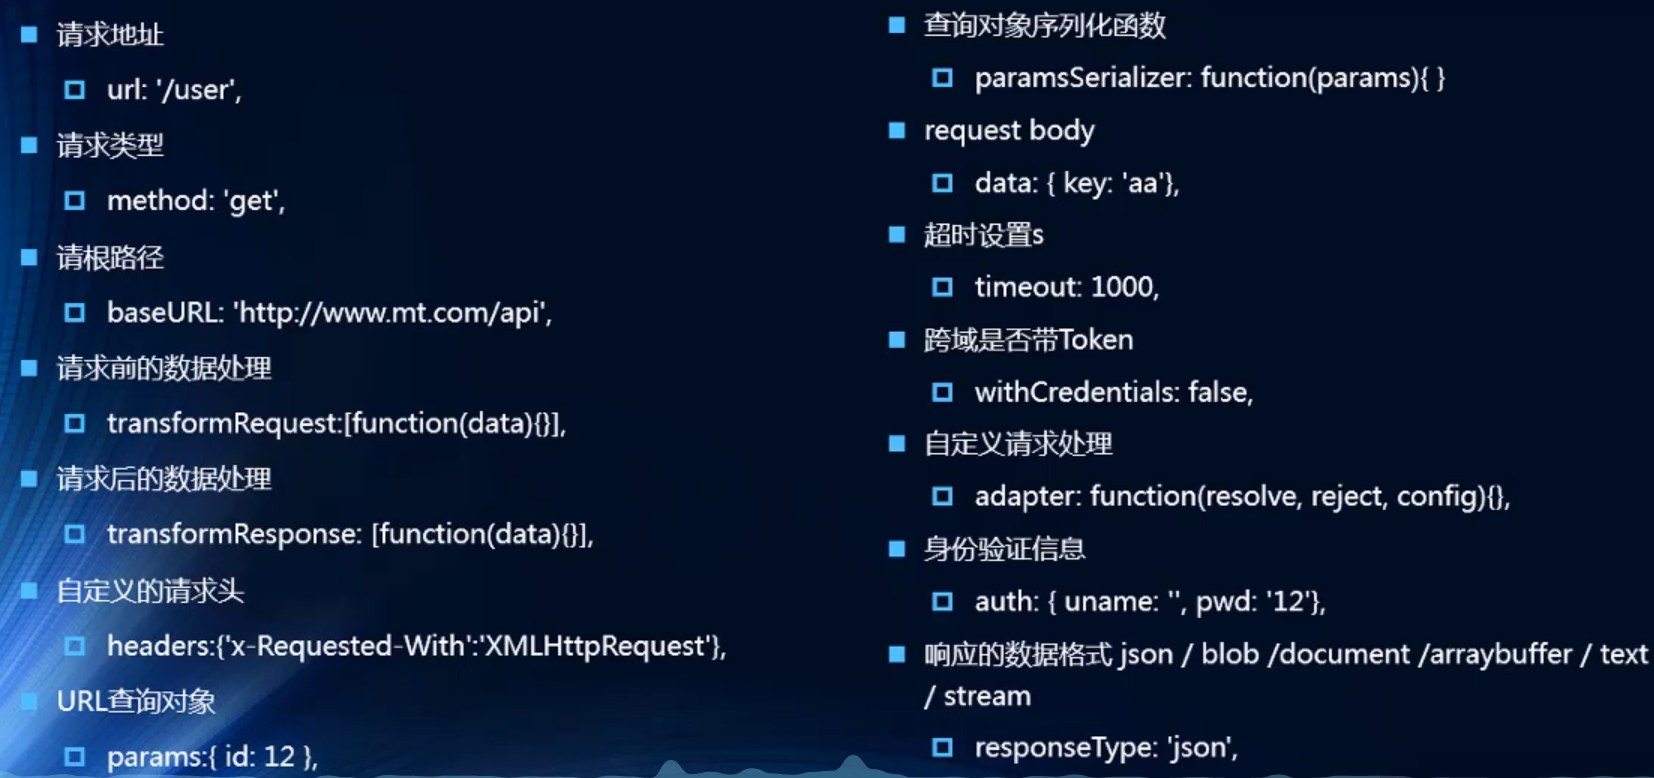 请求地址
url: '/user',
请求类型
method: 'get',
请根路径
baseURL: 'http://www.mt.com/api',
请求前的数据处理
transformRequest:[function(data){}],
请求后的数据处理
transformResponse: [function(data){}],
自定义的请求头
headers:{'x-Requested-With':'XMLHttpRequest'},
URL查询对象
params:{ id: 12 },
查询对象序列化函数
paramsSerializer: function(params){ }
request body
data: { key: 'aa'},
超时设置s
timeout: 1000,
跨域是否带Token
withCredentials: false,
自定义请求处理
adapter: function(resolve, reject, config){},
身份验证信息
auth: { uname: '', pwd: '12'},
响应的数据格式 json / blob /document /arraybuffer / text
/ stream
responseType: 'json',